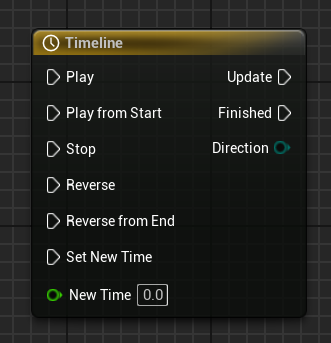 Timeline
Play Update
Play from Start Finished
Stop Direction
Reverse
Reverse from End
Set New Time
New Time 0.0